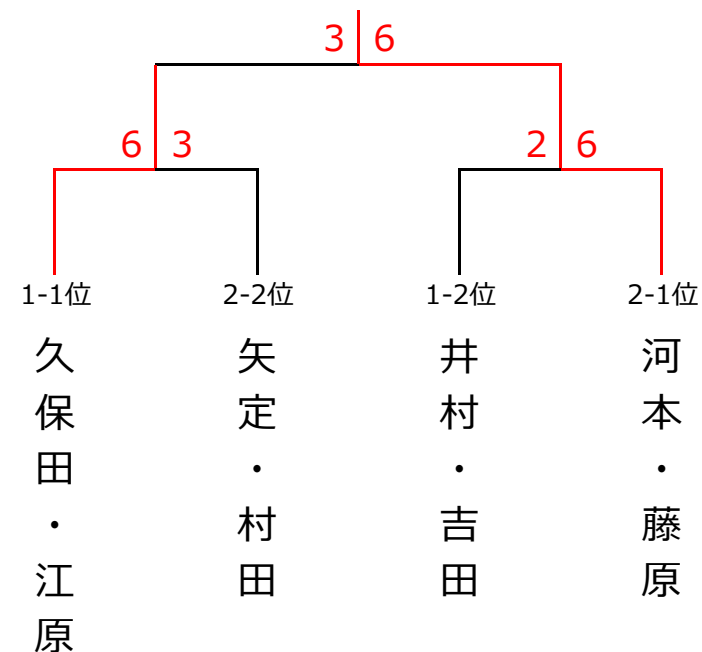 3 6
6 3
2 6
1-1位
2-2位
1-2位
2-1位
久保田・江原
矢定・村田
井村・吉田
河本・藤原